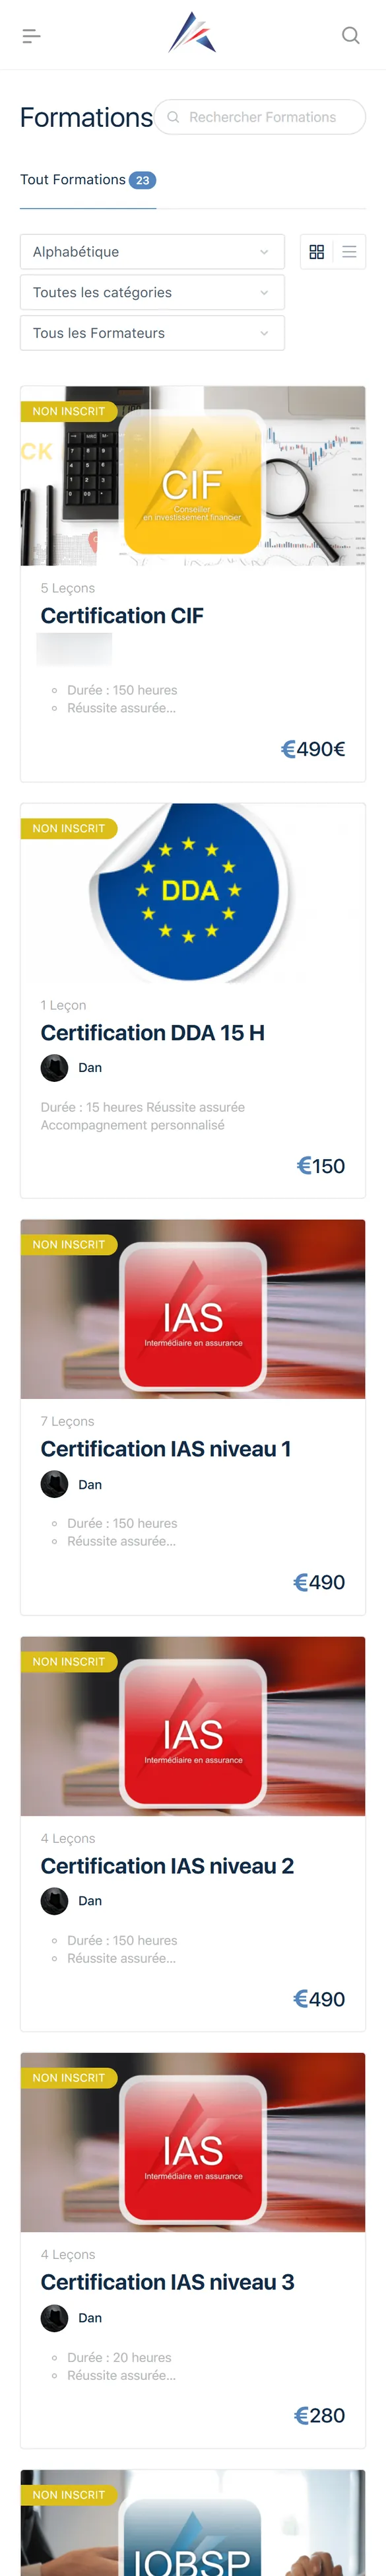 Formations
Rechercher Formations
Tout Formations 23
Alphabétique
Toutes les catégories
Tous les Formateurs
NON INSCRIT
CK
CIF
Conseiller
en investissement financier
5 Leçons
Certification CIF
Durée : 150 heures
Réussite assurée...
€490€
NON INSCRIT
DDA
1 Leçon
Certification DDA 15 H
Dan
Durée : 15 heures Réussite assurée
Accompagnement personnalisé
€150
NON INSCRIT
IAS
Intermédiaire en assurance
7 Leçons
Certification IAS niveau 1
Dan
Durée : 150 heures
Réussite assurée...
€490
NON INSCRIT
IAS
Intermédiaire en assurance
4 Leçons
Certification IAS niveau 2
Dan
Durée : 150 heures
Réussite assurée...
€490
NON INSCRIT
IAS
Intermédiaire en assurance
4 Leçons
Certification IAS niveau 3
Dan
Durée : 20 heures
Réussite assurée...
€280
NON INSCRIT
IOBSP